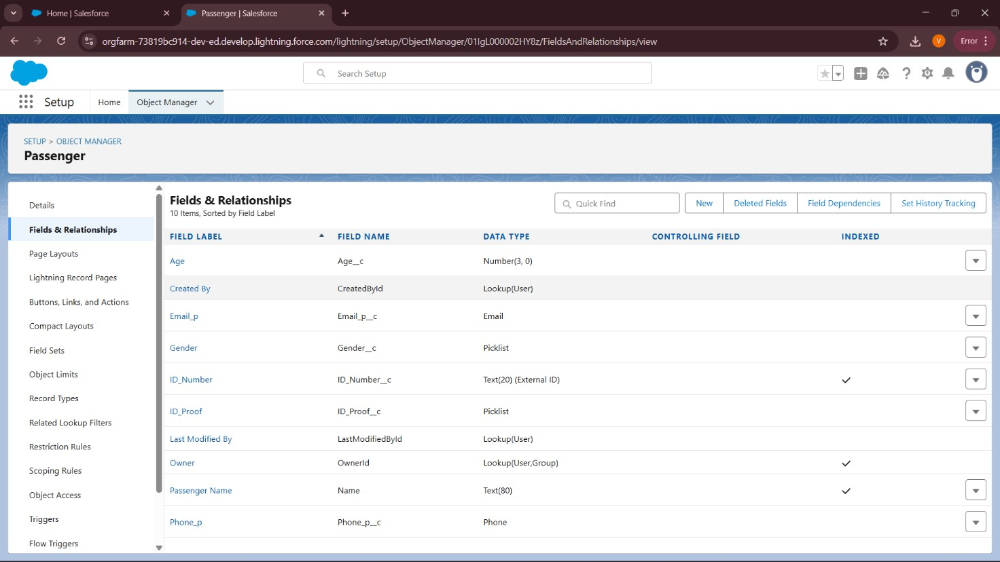 Home | Salesforce
Passenger | Salesforce
orgfarm-73819bc914-dev-ed.develop.lightning.force.com/lightning/setup/ObjectManager/01IgL000002HY8z/FieldsAndRelationships/view
V
Error
Search Setup
Setup
Home
Object Manager
SETUP > OBJECT MANAGER
Passenger
Details
Fields & Relationships
Page Layouts
Lightning Record Pages
Buttons, Links, and Actions
Compact Layouts
Field Sets
Object Limits
Record Types
Related Lookup Filters
Restriction Rules
Scoping Rules
Object Access
Triggers
Flow Triggers
Fields & Relationships
10 Items, Sorted by Field Label
Quick Find
New
Deleted Fields
Field Dependencies
Set History Tracking
FIELD LABEL FIELD NAME DATA TYPE CONTROLLING FIELD INDEXED
Age Age__c Number(3, 0)
Created By CreatedById Lookup(User)
Email_p Email_p__c Email
Gender Gender__c Picklist
ID_Number ID_Number__c Text(20) (External ID)
ID_Proof ID_Proof__c Picklist
Last Modified By LastModifiedById Lookup(User)
Owner OwnerId Lookup(User,Group)
Passenger Name Name Text(80)
Phone_p Phone_p__c Phone